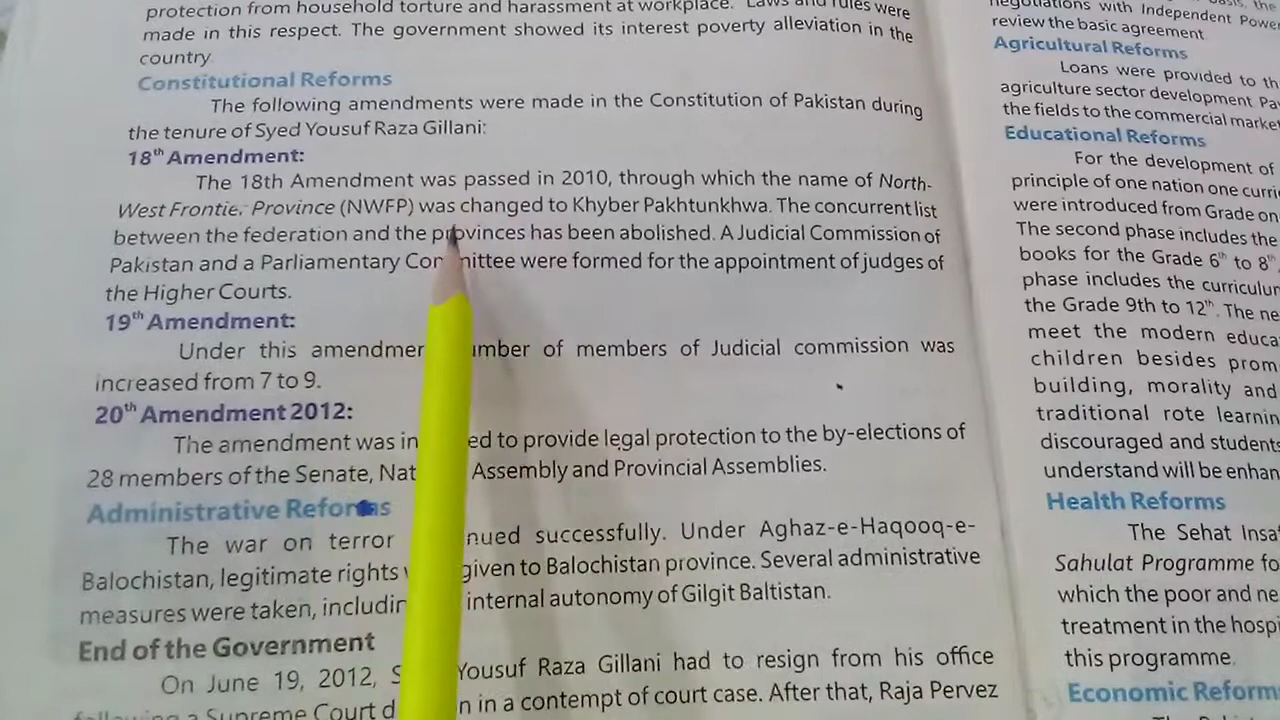 protection from household torture and harassment at workplace. Laws and rules were
made in this respect. The government showed its interest poverty alleviation in the
country.
Constitutional Reforms
The following amendments were made in the Constitution of Pakistan during
the tenure of Syed Yousuf Raza Gillani:
18th Amendment:
The 18th Amendment was passed in 2010, through which the name of North-
West Frontier Province (NWFP) was changed to Khyber Pakhtunkhwa. The concurrent list
between the federation and the provinces has been abolished. A Judicial Commission of
Pakistan and a Parliamentary Committee were formed for the appointment of judges of
the Higher Courts.
19th Amendment:
Under this amendmen umber of members of Judicial commission was
increased from 7 to 9.
20th Amendment 2012:
The amendment was in ed to provide legal protection to the by-elections of
28 members of the Senate, Nat Assembly and Provincial Assemblies.
Administrative Reforms
The war on terror nued successfully. Under Aghaz-e-Haqooq-e-
Balochistan, legitimate rights given to Balochistan province. Several administrative
measures were taken, includin internal autonomy of Gilgit Baltistan.
End of the Government
On June 19, 2012, S Yousuf Raza Gillani had to resign from his office
following a Supreme Court d n in a contempt of court case. After that, Raja Pervez
negotiations with Independent Power
review the basic agreement.
Agricultural Reforms
Loans were provided to th
agriculture sector development. Pa
the fields to the commercial market
Educational Reforms
For the development of
principle of one nation one curri
were introduced from Grade on
The second phase includes the
books for the Grade 6th to 8th
phase includes the curriculum
the Grade 9th to 12th. The ne
meet the modern educa
children besides prom
building, morality and
traditional rote learnin
discouraged and students
understand will be enhan
Health Reforms
The Sehat Insa
Sahulat Programme fo
which the poor and ne
treatment in the hospi
this programme.
Economic Reform